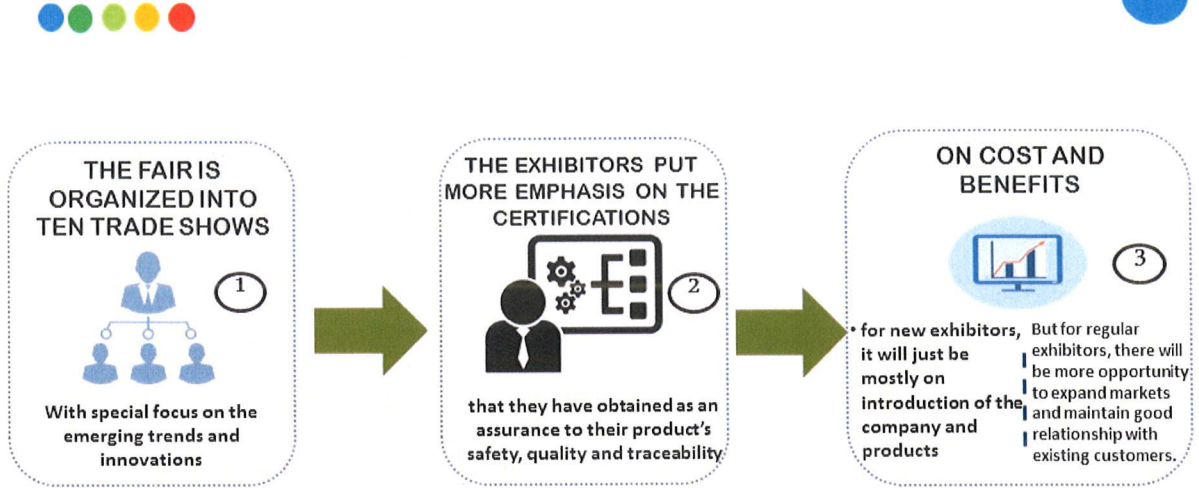 THE FAIR IS
ORGANIZED INTO
TEN TRADE SHOWS
1
With special focus on the
emerging trends and
innovations
THE EXHIBITORS PUT
MORE EMPHASIS ON THE
CERTIFICATIONS
2
that they have obtained as an
assurance to their product's
safety, quality and traceability
ON COST AND
BENEFITS
3
• for new exhibitors,
it will just be
mostly on
introduction of the
company and
products
But for regular
exhibitors, there will
be more opportunity
to expand markets
and maintain good
relationship with
existing customers.